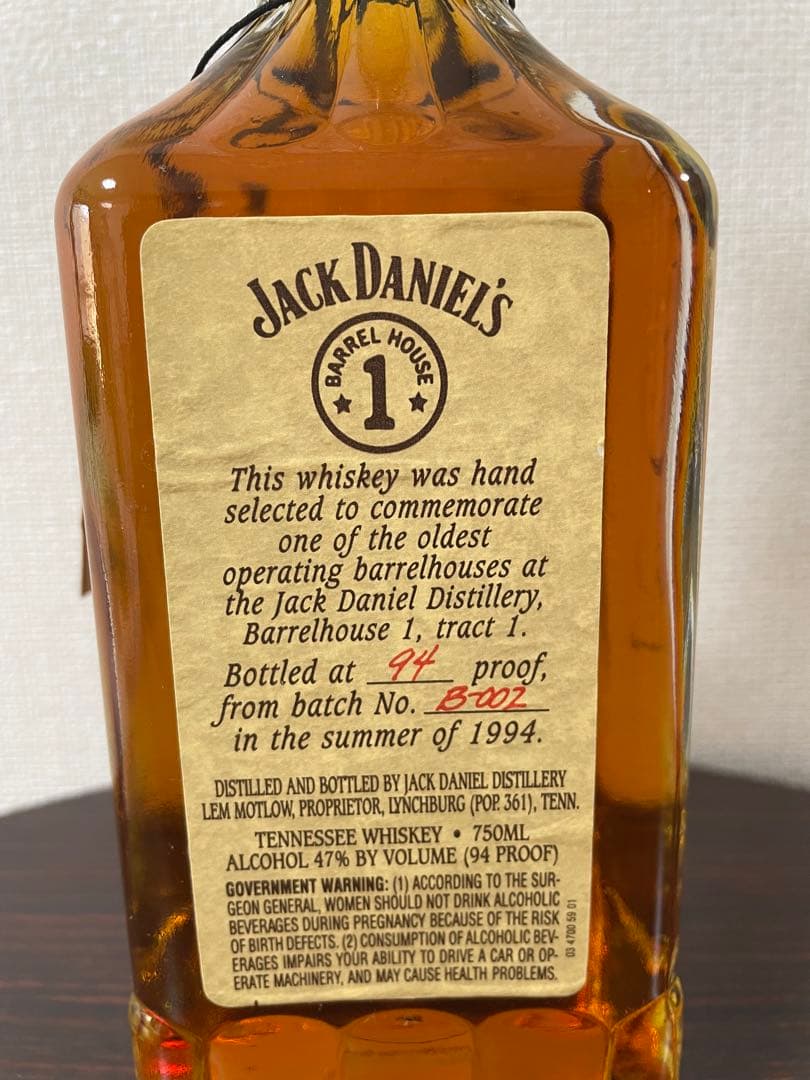 JACK DANIEL'S
BARREL HOUSE
1
This whiskey was hand
selected to commemorate
one of the oldest
operating barrelhouses at
the Jack Daniel Distillery,
Barrelhouse 1, tract 1.
Bottled at 94 proof,
from batch No. B-002
in the summer of 1994.
DISTILLED AND BOTTLED BY JACK DANIEL DISTILLERY
LEM MOTLOW, PROPRIETOR, LYNCHBURG (POP. 361), TENN.
TENNESSEE WHISKEY • 750ML
ALCOHOL 47% BY VOLUME (94 PROOF)
GOVERNMENT WARNING: (1) ACCORDING TO THE SUR-
GEON GENERAL, WOMEN SHOULD NOT DRINK ALCOHOLIC
BEVERAGES DURING PREGNANCY BECAUSE OF THE RISK
OF BIRTH DEFECTS. (2) CONSUMPTION OF ALCOHOLIC BEV-
ERAGES IMPAIRS YOUR ABILITY TO DRIVE A CAR OR OP-
ERATE MACHINERY, AND MAY CAUSE HEALTH PROBLEMS.
03 4700 59 01